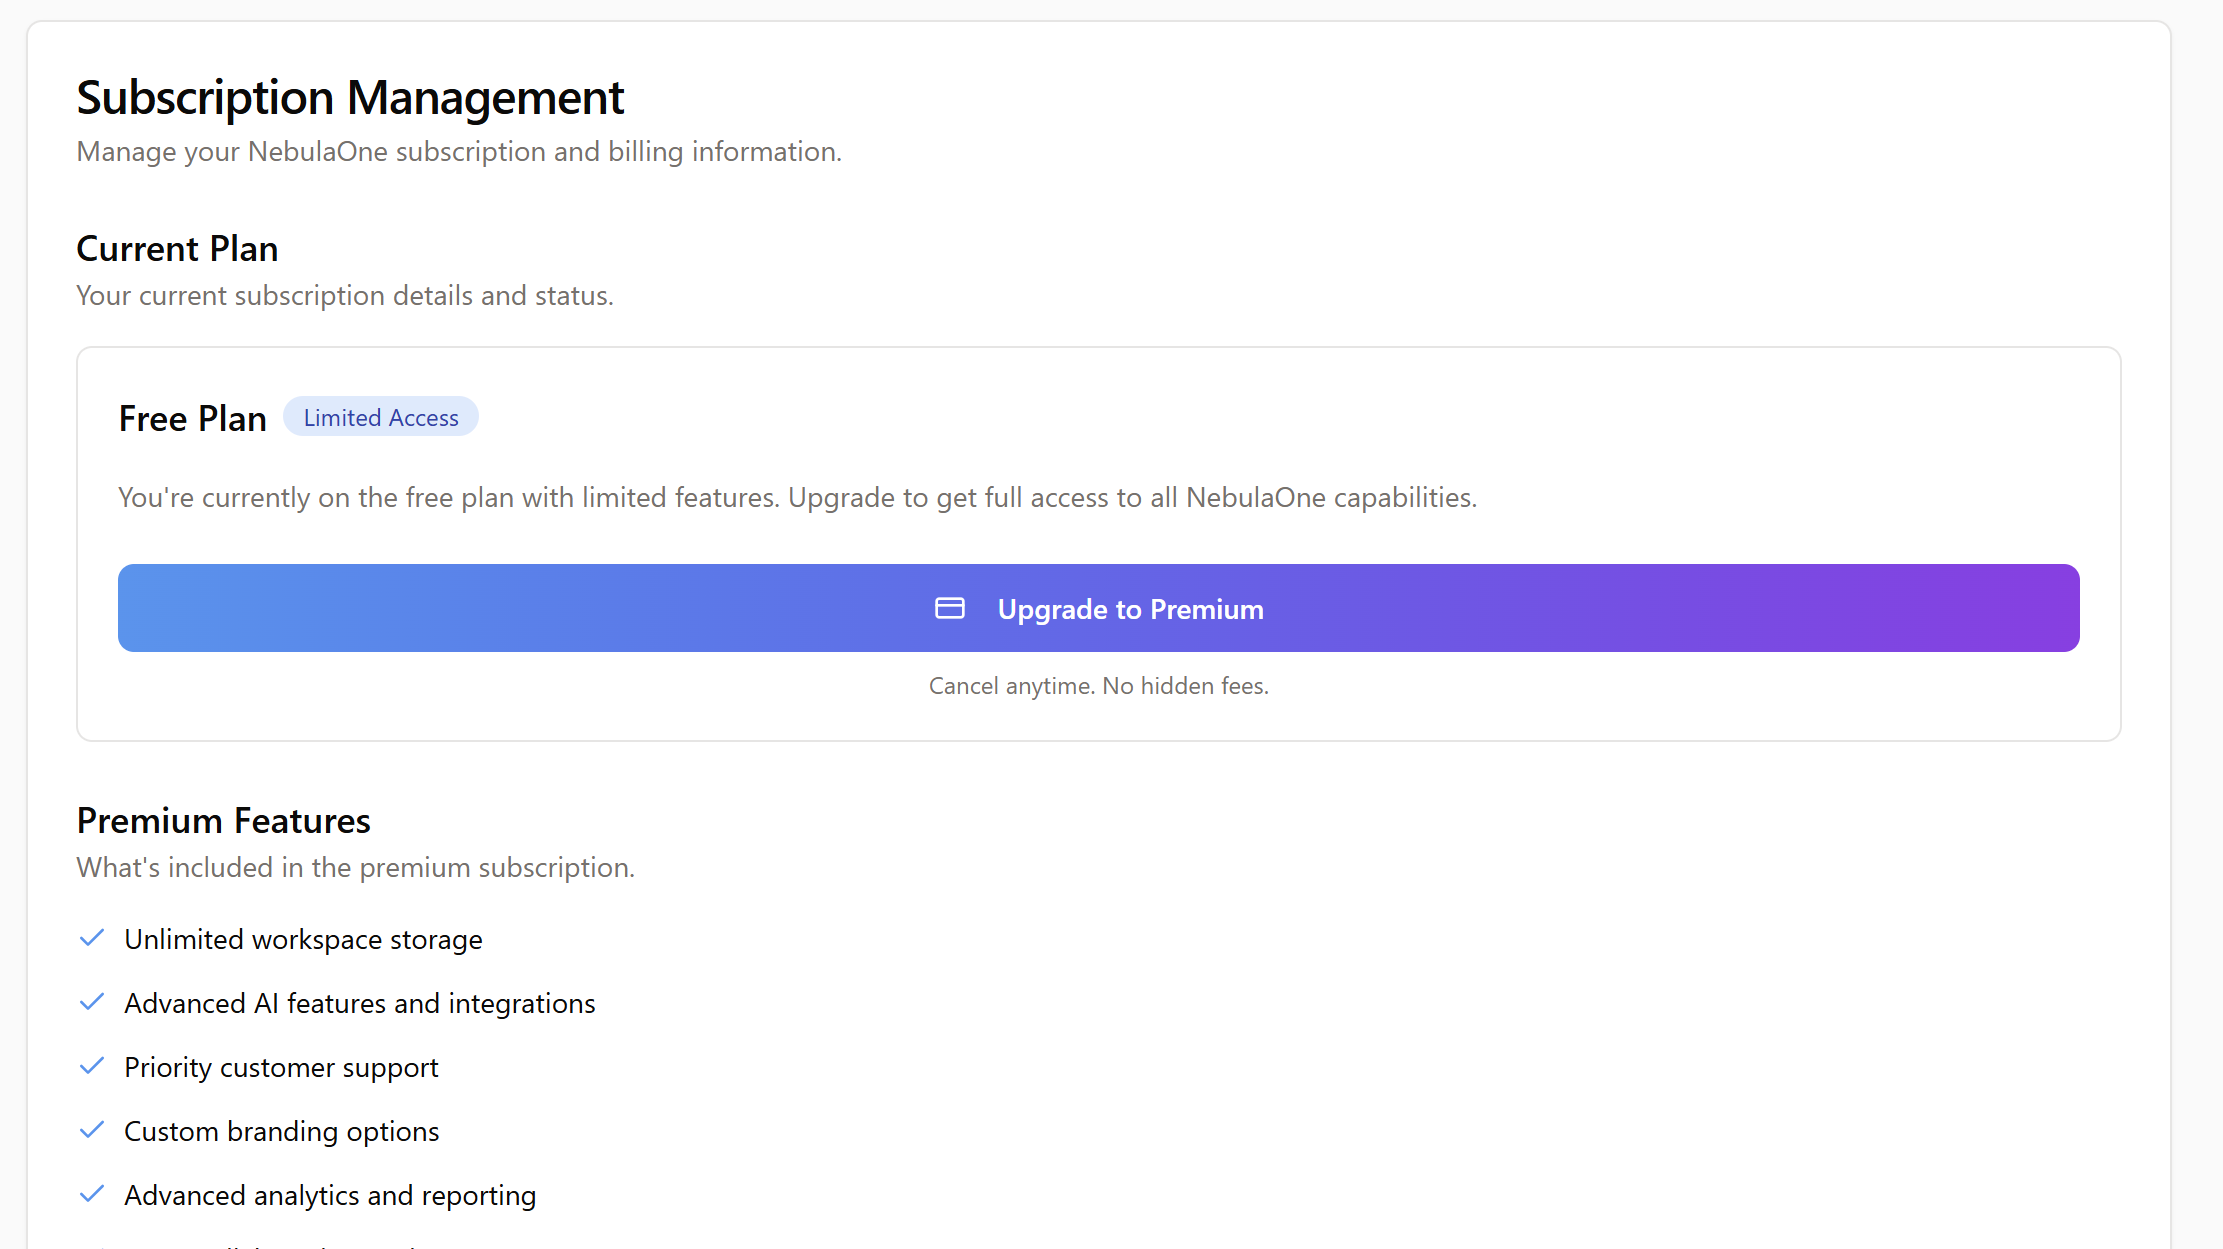 Subscription Management
Manage your NebulaOne subscription and billing information.
Current Plan
Your current subscription details and status.
Free Plan
Limited Access
You're currently on the free plan with limited features. Upgrade to get full access to all NebulaOne capabilities.
Upgrade to Premium
Cancel anytime. No hidden fees.
Premium Features
What's included in the premium subscription.
Unlimited workspace storage
Advanced AI features and integrations
Priority customer support
Custom branding options
Advanced analytics and reporting